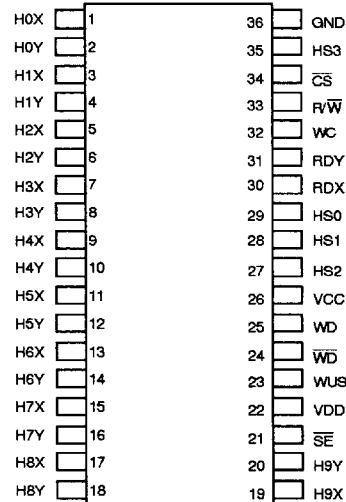 H0X 1 36 GND
H0Y 2 35 HS3
H1X 3 34 C̅S̅
H1Y 4 33 R/W̅
H2X 5 32 WC
H2Y 6 31 RDY
H3X 7 30 RDX
H3Y 8 29 HS0
H4X 9 28 HS1
H4Y 10 27 HS2
H5X 11 26 VCC
H5Y 12 25 WD
H6X 13 24 W̅D̅
H6Y 14 23 WUS
H7X 15 22 VDD
H7Y 16 21 S̅E̅
H8X 17 20 H9Y
H8Y 18 19 H9X